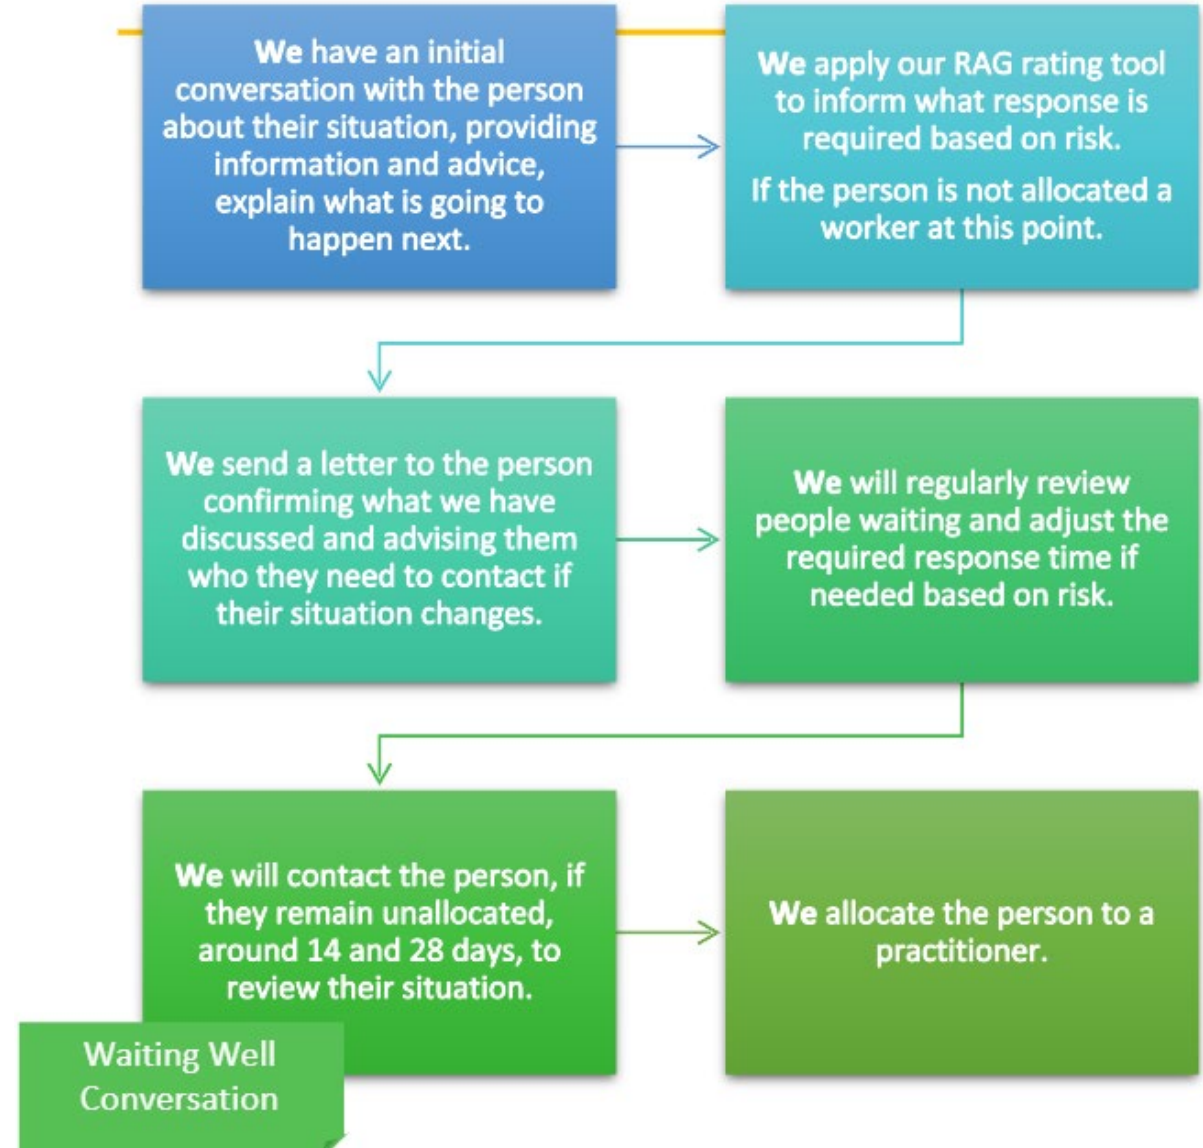 We have an initial
conversation with the person
about their situation, providing
information and advice,
explain what is going to
happen next.
We apply our RAG rating tool
to inform what response is
required based on risk.
If the person is not allocated a
worker at this point.
We send a letter to the person
confirming what we have
discussed and advising them
who they need to contact if
their situation changes.
We will regularly review
people waiting and adjust the
required response time if
needed based on risk.
We will contact the person, if
they remain unallocated,
around 14 and 28 days, to
review their situation.
Waiting Well
Conversation
We allocate the person to a
practitioner.